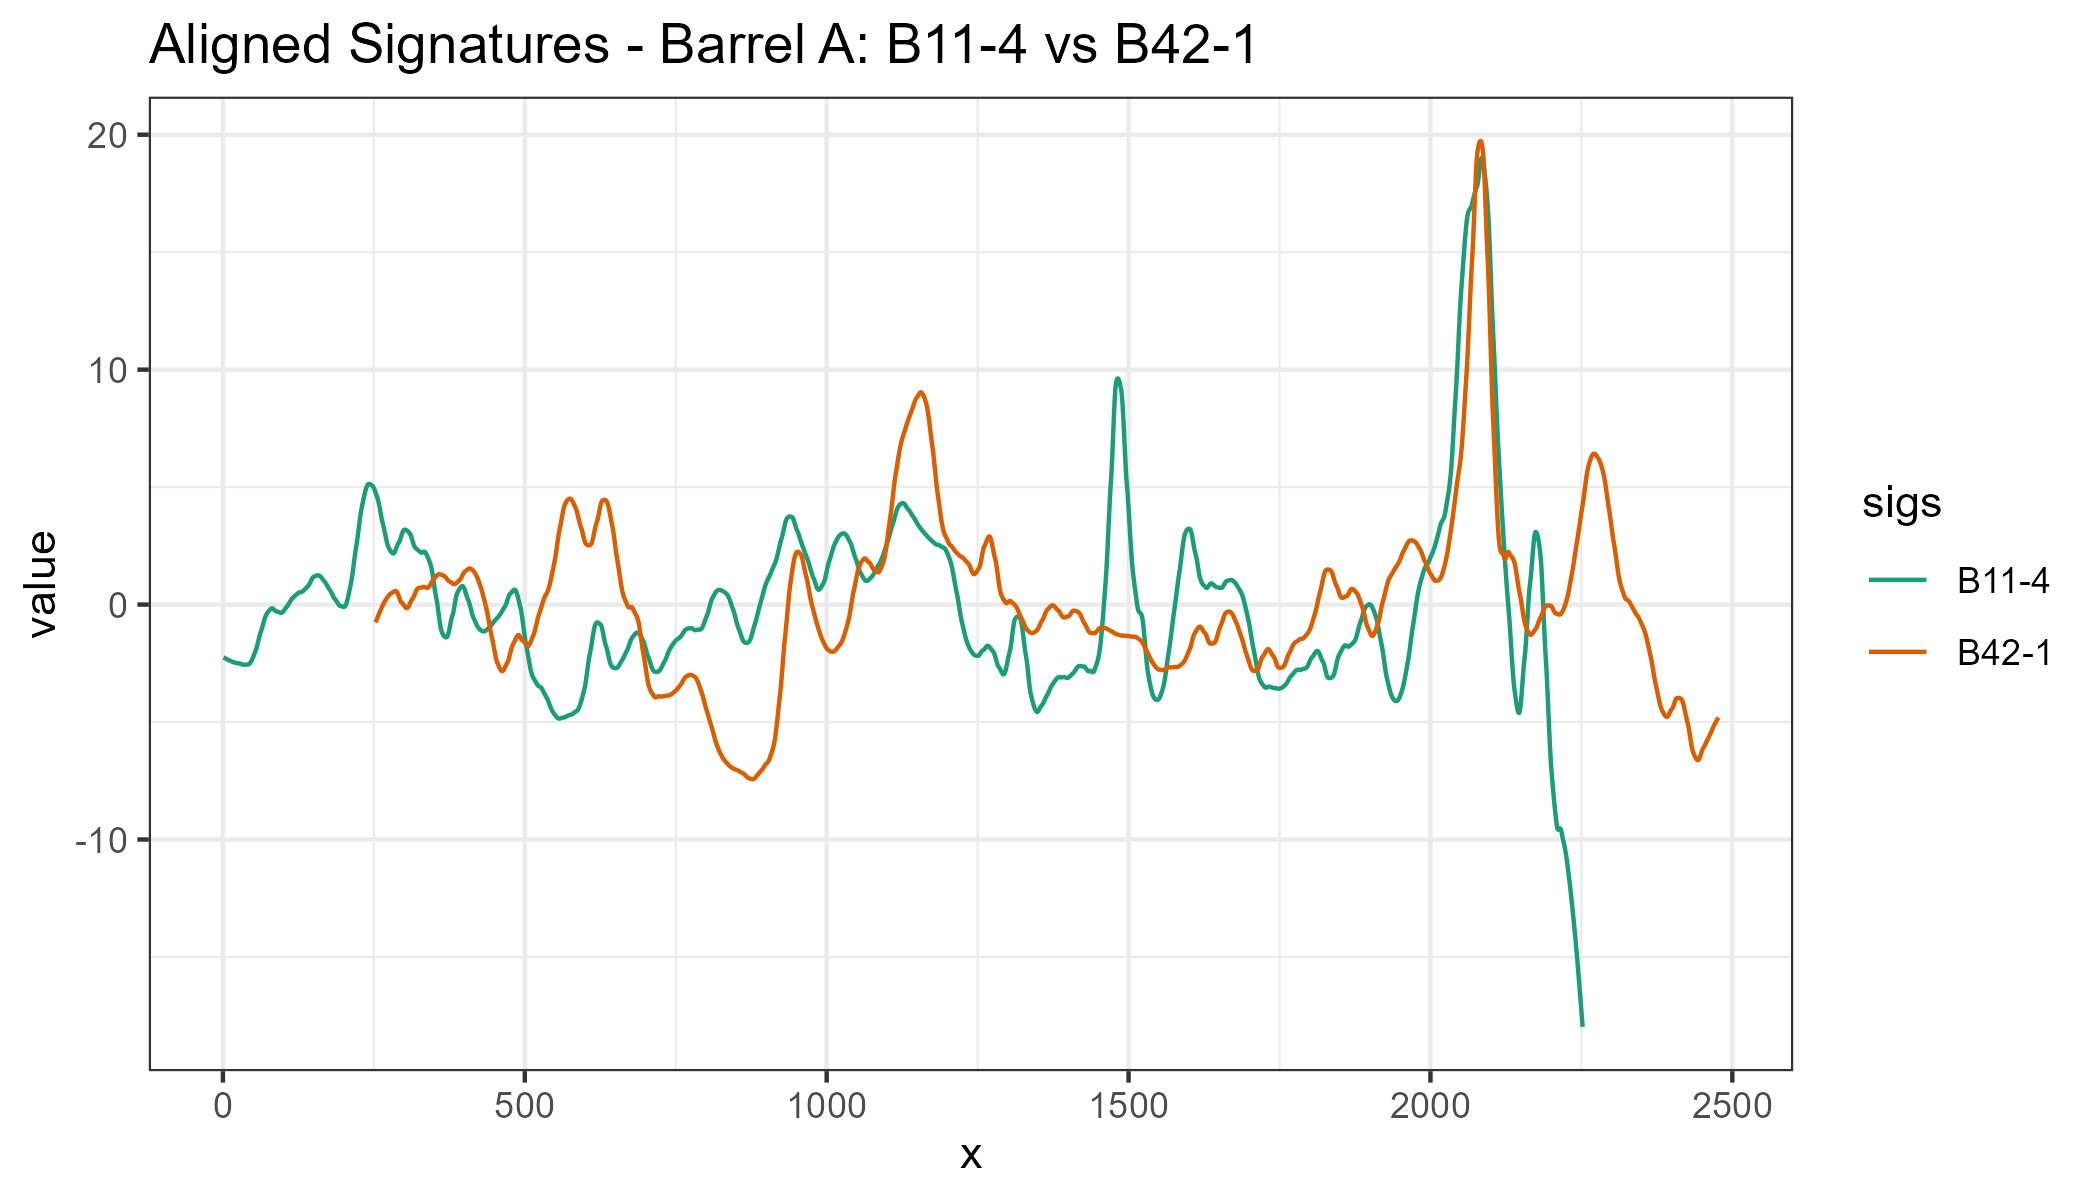 Aligned Signatures - Barrel A: B11-4 vs B42-1
20
10
0
-10
value
0 500 1000 1500 2000 2500
x
sigs
B11-4
B42-1